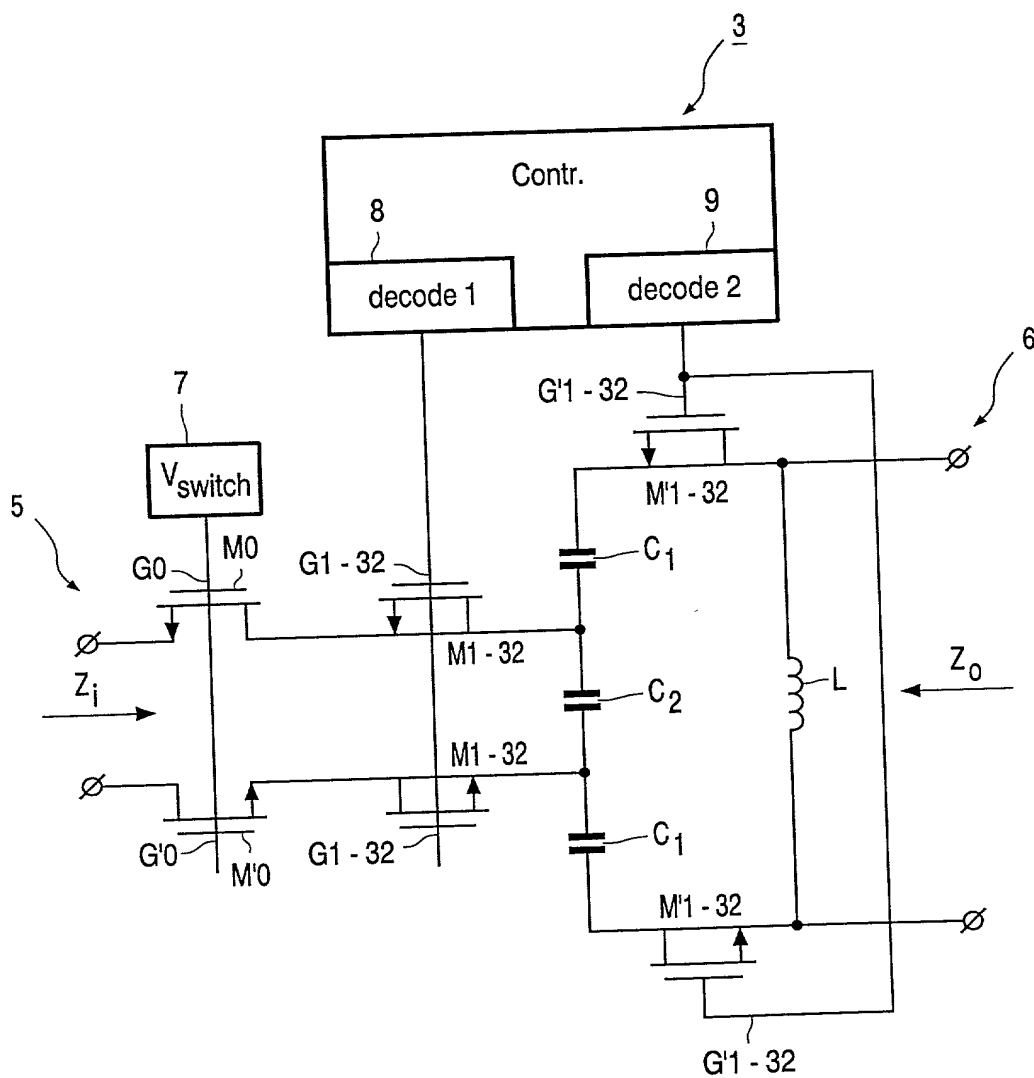 3
Contr.
8
9
decode 1
decode 2
6
7
G'1 - 32
Vswitch
5
M'1 - 32
G0
M0
G1 - 32
C1
M1 - 32
Zi
C2
L
Zo
M1 - 32
G'0
M'0
G1 - 32
C1
M'1 - 32
G'1 - 32